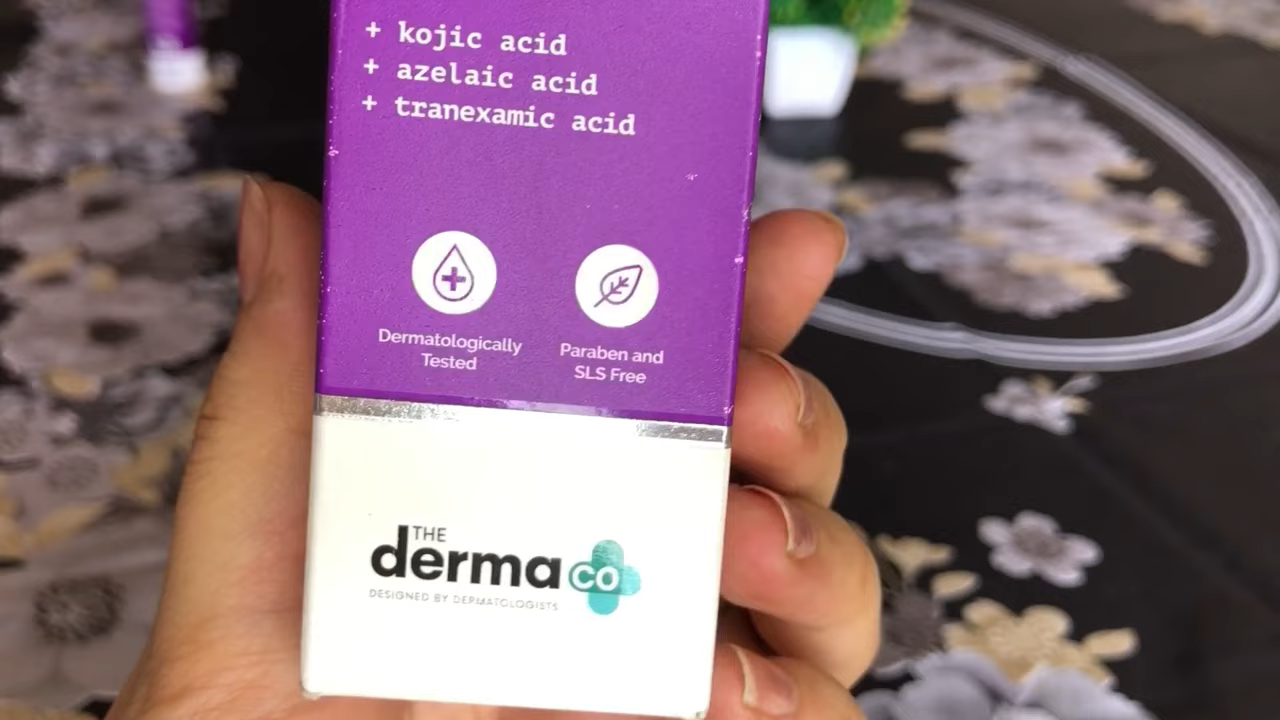 + kojic acid
+ azelaic acid
+ tranexamic acid
Dermatologically
Tested
Paraben and
SLS Free
THE
derma co
DESIGNED BY DERMATOLOGISTS